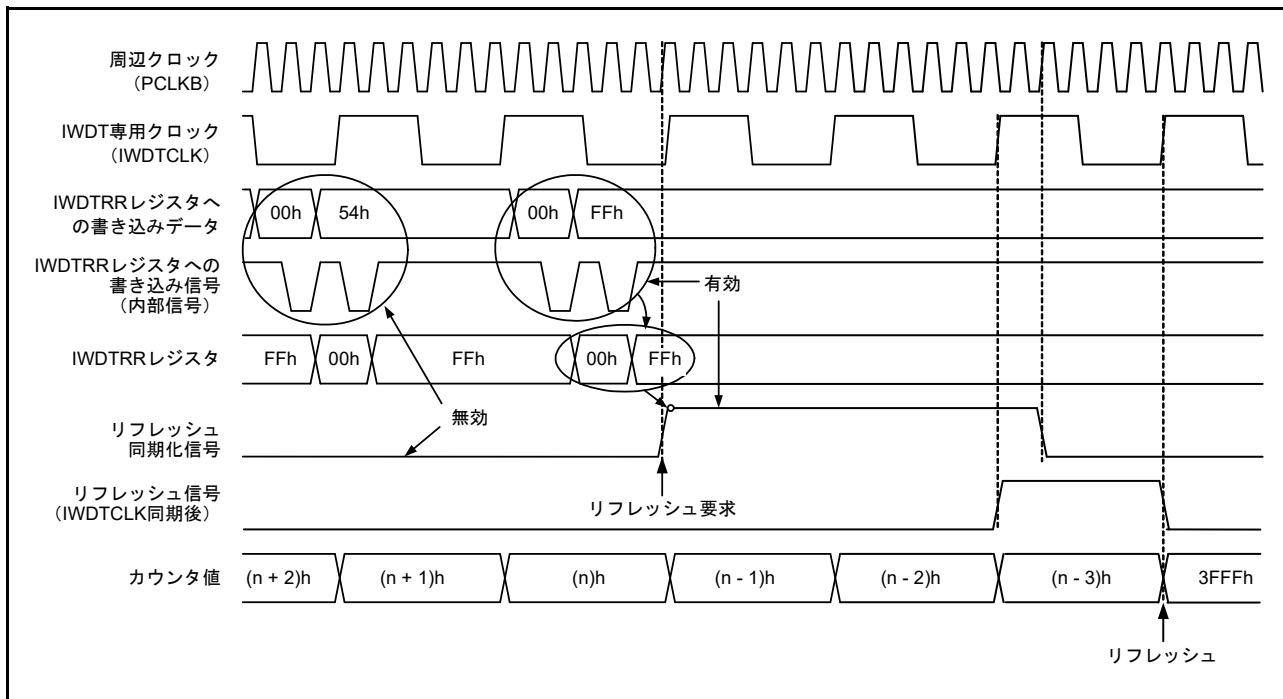 周辺クロック
（PCLKB）
IWDT専用クロック
（IWDTCLK）
IWDTRRレジスタへ
の書き込みデータ
00h
54h
00h
FFh
IWDTRRレジスタへの
書き込み信号
（内部信号）
有効
IWDTRRレジスタ
FFh
00h
FFh
00h
FFh
無効
リフレッシュ
同期化信号
リフレッシュ要求
リフレッシュ信号
（IWDTCLK同期後）
カウンタ値
(n + 2)h
(n + 1)h
(n)h
(n - 1)h
(n - 2)h
(n - 3)h
3FFFh
リフレッシュ